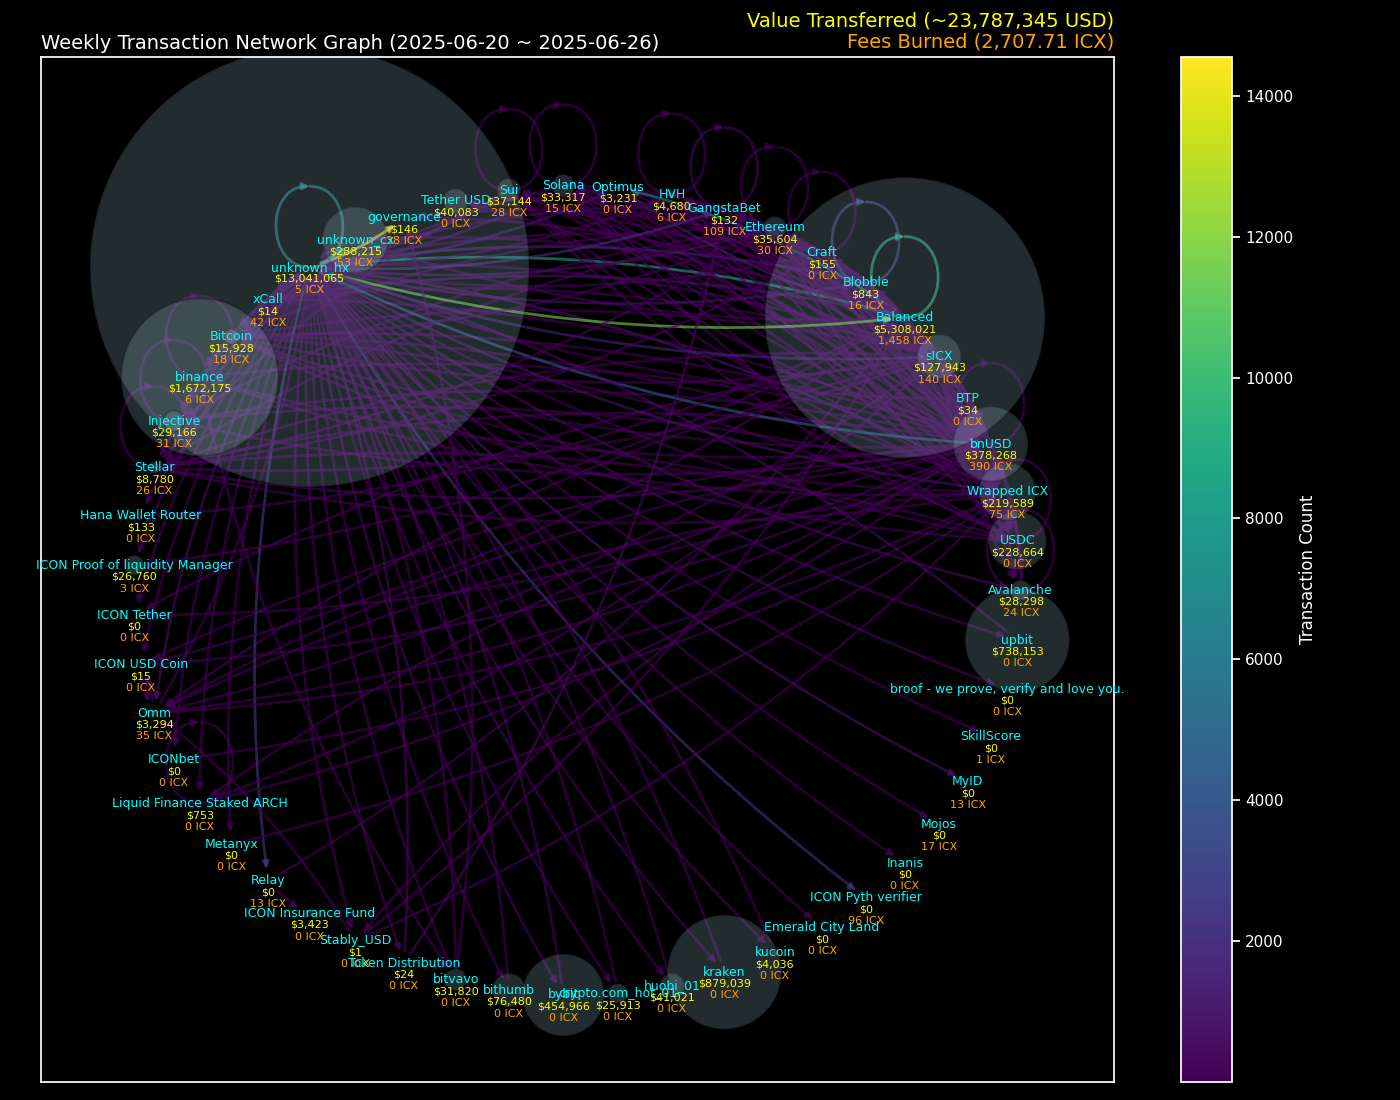 Value Transferred (~23,787,345 USD)
Weekly Transaction Network Graph (2025-06-20 ~ 2025-06-26)
Fees Burned (2,707.71 ICX)
Sui
$37,144
28 ICX
Solana
$33,317
15 ICX
Optimus
$3,231
0 ICX
HVH
$4,680
6 ICX
GangstaBet
$132
109 ICX
Tether USD
$40,083
0 ICX
governance
$146
8 ICX
Ethereum
$35,604
30 ICX
unknown_cx
$288,215
53 ICX
Craft
$155
0 ICX
unknown_hx
$13,041,065
5 ICX
Blobble
$843
16 ICX
xCall
$14
42 ICX
Balanced
$5,308,021
1,458 ICX
Bitcoin
$15,928
18 ICX
sICX
$127,943
140 ICX
binance
$1,672,175
6 ICX
BTP
$34
0 ICX
Injective
$29,166
31 ICX
bnUSD
$378,268
390 ICX
Stellar
$8,780
26 ICX
Wrapped ICX
$219,589
75 ICX
Hana Wallet Router
$133
0 ICX
USDC
$228,664
0 ICX
ICON Proof of liquidity Manager
$26,760
3 ICX
Avalanche
$28,298
24 ICX
ICON Tether
$0
0 ICX
upbit
$738,153
0 ICX
ICON USD Coin
$15
0 ICX
broof - we prove, verify and love you.
$0
0 ICX
Omm
$3,294
35 ICX
SkillScore
$0
1 ICX
ICONbet
$0
0 ICX
MyID
$0
13 ICX
Liquid Finance Staked ARCH
$753
0 ICX
Mojos
$0
17 ICX
Metanyx
$0
0 ICX
Inanis
$0
0 ICX
Relay
$0
13 ICX
ICON Pyth verifier
$0
96 ICX
ICON Insurance Fund
$3,423
0 ICX
Emerald City Land
$0
0 ICX
Stably_USD
$1
0 ICX
Token Distribution
$24
0 ICX
kucoin
$4,036
0 ICX
bitvavo
$31,820
0 ICX
kraken
$879,039
0 ICX
bithumb
$76,480
0 ICX
bybit
$454,966
0 ICX
crypto.com_hot_01
$25,913
0 ICX
huobi_01
$41,021
0 ICX
14000
12000
10000
8000
6000
4000
2000
Transaction Count